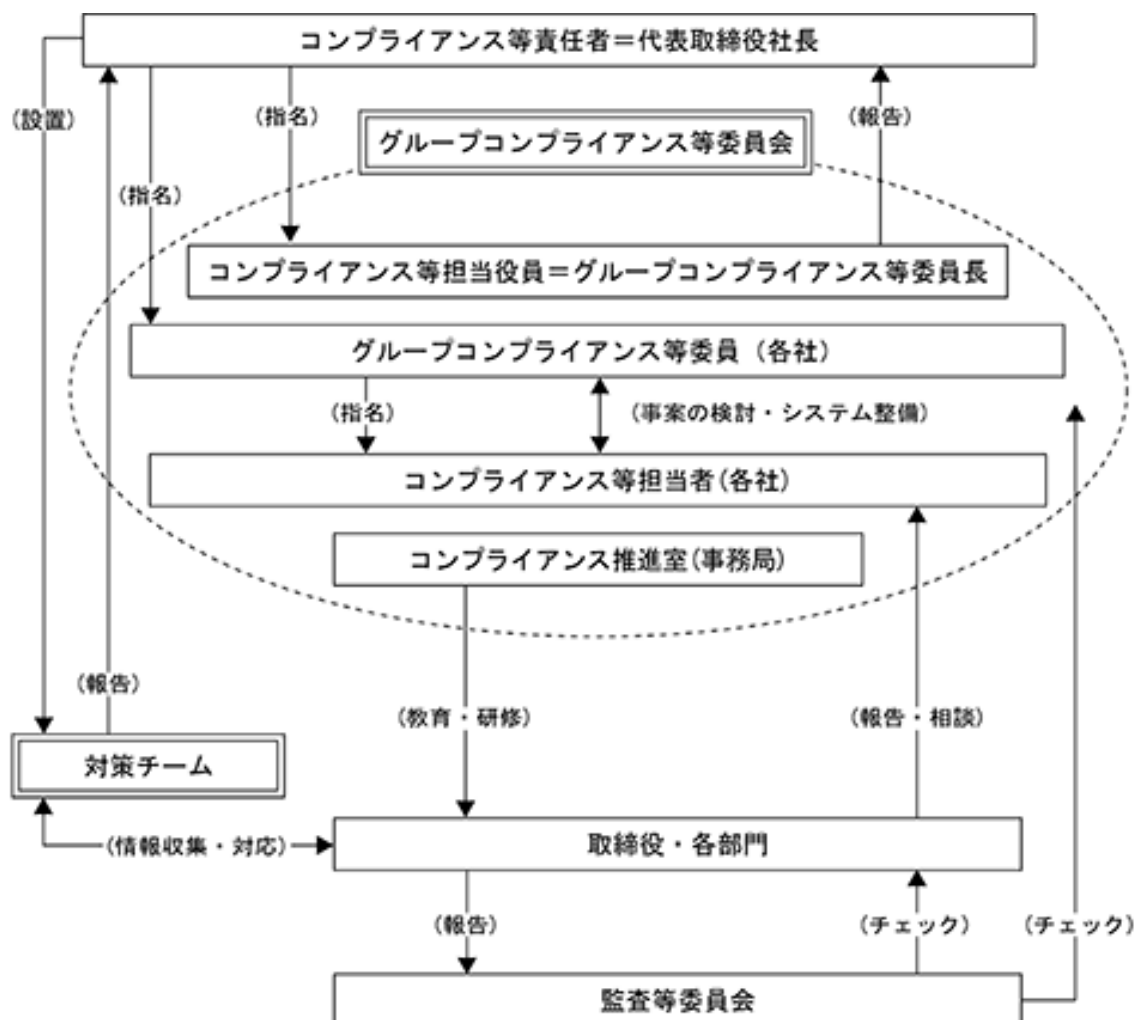 コンプライアンス等責任者＝代表取締役社長
(設置)
(指名)
(報告)
グループコンプライアンス等委員会
(指名)
コンプライアンス等担当役員＝グループコンプライアンス等委員長
グループコンプライアンス等委員（各社）
(指名)
(事案の検討・システム整備)
コンプライアンス等担当者(各社)
コンプライアンス推進室(事務局)
(報告)
(教育・研修)
(報告・相談)
対策チーム
(情報収集・対応)
取締役・各部門
(報告)
(チェック)
(チェック)
監査等委員会